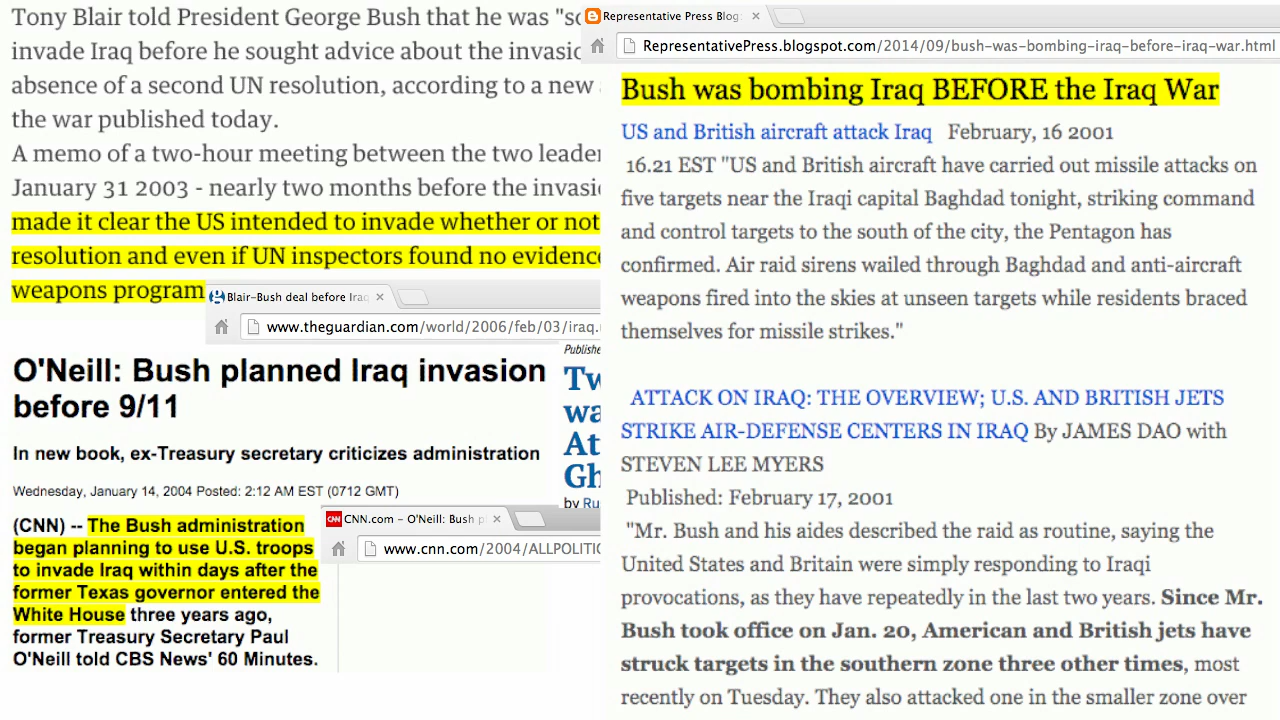 Tony Blair told President George Bush that he was
invade Iraq before he sought advice about the
absence of a second UN resolution, according to a new
the war published today.
A memo of a two-hour meeting between the two
January 31 2003 - nearly two months before the
made it clear the US intended to invade whether or not
resolution and even if UN inspectors found no
weapons program
Blair-Bush deal before
www.theguardian.com/world/2006/feb/03/iraq.
O'Neill: Bush planned Iraq invasion
before 9/11
In new book, ex-Treasury secretary criticizes administration
Wednesday, January 14, 2004 Posted: 2:12 AM EST (0712 GMT)
(CNN) -- The Bush administration
began planning to use U.S. troops
to invade Iraq within days after the
former Texas governor entered the
White House three years ago,
former Treasury Secretary Paul
O'Neill told CBS News' 60 Minutes.
by
CNN CNN.com – O'Neill: Bush
www.cnn.com/2004/
Representative Press Blog:
RepresentativePress.blogspot.com/2014/09/bush-was-bombing-iraq-before-iraq-war.html
Bush was bombing Iraq BEFORE the Iraq War
US and British aircraft attack Iraq February, 16 2001
16.21 EST "US and British aircraft have carried out missile attacks on
five targets near the Iraqi capital Baghdad tonight, striking command
and control targets to the south of the city, the Pentagon has
confirmed. Air raid sirens wailed through Baghdad and anti-aircraft
weapons fired into the skies at unseen targets while residents braced
themselves for missile strikes."
ATTACK ON IRAQ: THE OVERVIEW; U.S. AND BRITISH JETS
STRIKE AIR-DEFENSE CENTERS IN IRAQ By JAMES DAO with
STEVEN LEE MYERS
Published: February 17, 2001
"Mr. Bush and his aides described the raid as routine, saying the
United States and Britain were simply responding to Iraqi
provocations, as they have repeatedly in the last two years. Since Mr.
Bush took office on Jan. 20, American and British jets have
struck targets in the southern zone three other times, most
recently on Tuesday. They also attacked one in the smaller zone over